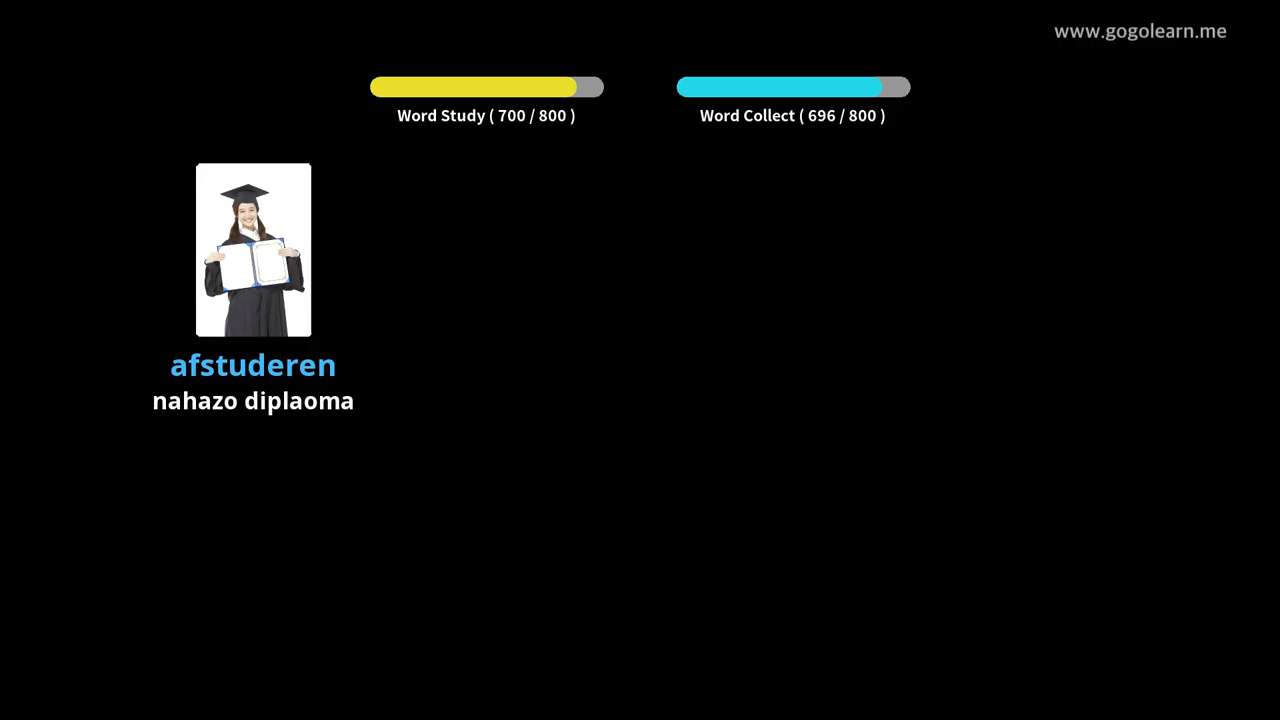 www.gogolearn.me
Word Study ( 700 / 800 )
Word Collect ( 696 / 800 )
afstuderen
nahazo diplaoma